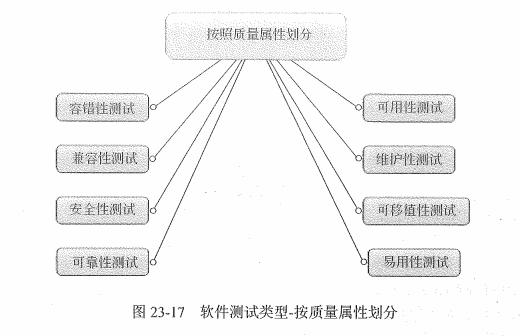 按照质量属性划分
容错性测试
可用性测试
兼容性测试
维护性测试
安全性测试
可移植性测试
可靠性测试
易用性测试
图 23-17 软件测试类型-按质量属性划分